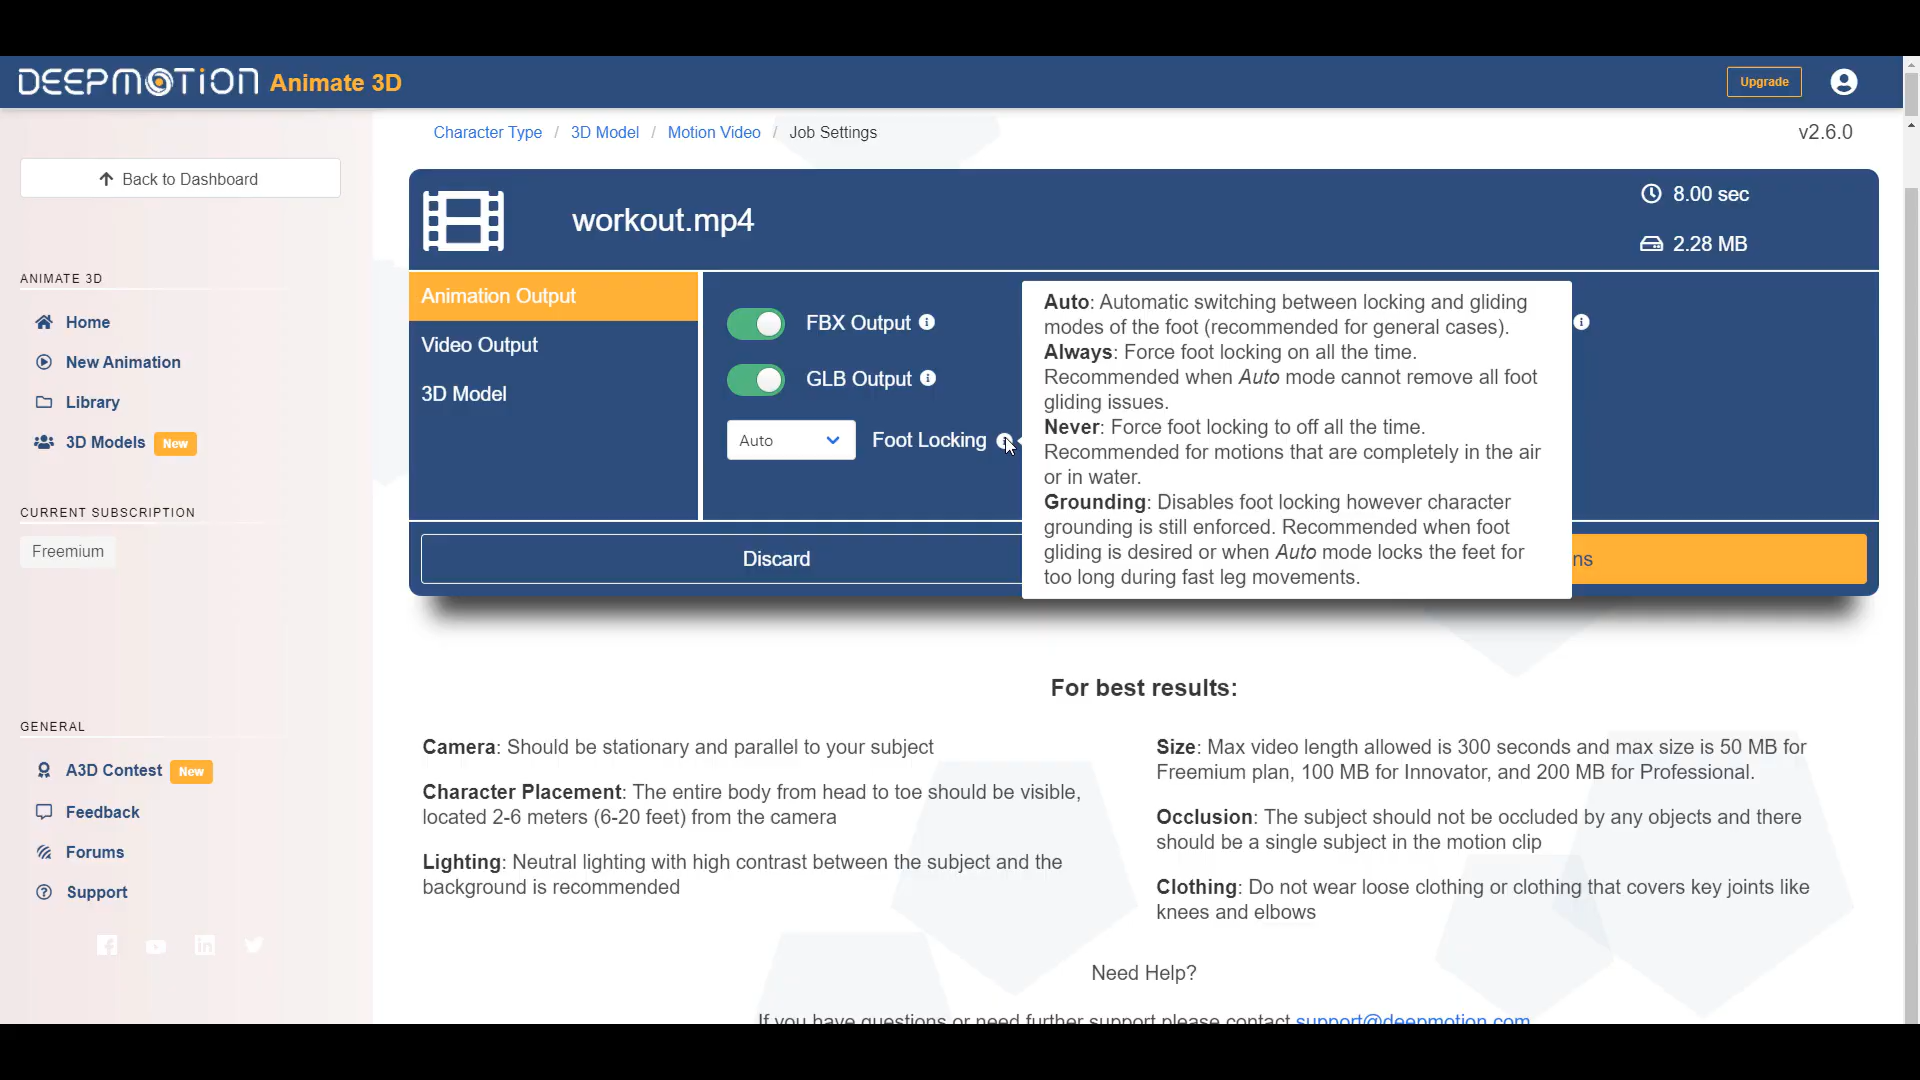 DEEPMOTION Animate 3D
Upgrade
Character Type / 3D Model / Motion Video / Job Settings
v2.6.0
Back to Dashboard
workout.mp4
8.00 sec
2.28 MB
ANIMATE 3D
Home
New Animation
Library
3D Models New
CURRENT SUBSCRIPTION
Freemium
GENERAL
A3D Contest New
Feedback
Forums
Support
Animation Output
Video Output
3D Model
FBX Output
GLB Output
Auto
Foot Locking
Auto: Automatic switching between locking and gliding
modes of the foot (recommended for general cases).
Always: Force foot locking on all the time.
Recommended when Auto mode cannot remove all foot
gliding issues.
Never: Force foot locking to off all the time.
Recommended for motions that are completely in the air
or in water.
Grounding: Disables foot locking however character
grounding is still enforced. Recommended when foot
gliding is desired or when Auto mode locks the feet for
too long during fast leg movements.
Discard
ns
For best results:
Camera: Should be stationary and parallel to your subject
Character Placement: The entire body from head to toe should be visible,
located 2-6 meters (6-20 feet) from the camera
Lighting: Neutral lighting with high contrast between the subject and the
background is recommended
Size: Max video length allowed is 300 seconds and max size is 50 MB for
Freemium plan, 100 MB for Innovator, and 200 MB for Professional.
Occlusion: The subject should not be occluded by any objects and there
should be a single subject in the motion clip
Clothing: Do not wear loose clothing or clothing that covers key joints like
knees and elbows
Need Help?
If you have questions or need further support please contact support@deepmotion.com